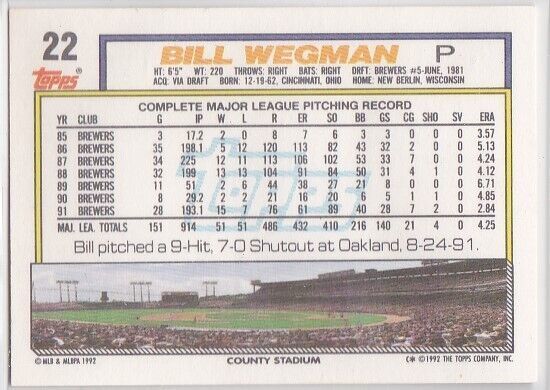 22
Topps®
BILL WEGMAN
P
HT: 6'5" WT: 220 THROWS: RIGHT BATS: RIGHT DRFT: BREWERS #5-JUNE, 1981
ACQ: VIA DRAFT BORN: 12-19-62, CINCINNATI, OHIO HOME: NEW BERLIN, WISCONSIN
COMPLETE MAJOR LEAGUE PITCHING RECORD
YR CLUB G IP W L R ER SO BB GS CG SHO SV ERA
85 BREWERS 3 17.2 2 0 8 7 6 3 3 0 0 0 3.57
86 BREWERS 35 198.1 5 12 120 113 82 43 32 2 0 0 5.13
87 BREWERS 34 225 12 11 113 106 102 53 33 7 0 0 4.24
88 BREWERS 32 199 13 13 104 91 84 50 31 4 1 0 4.12
89 BREWERS 11 51 2 6 44 38 27 21 8 0 0 0 6.71
90 BREWERS 8 29.2 2 2 21 16 20 6 5 1 1 0 4.85
91 BREWERS 28 193.1 15 7 76 61 89 40 28 7 2 0 2.84
MAJ. LEA. TOTALS 151 914 51 51 486 432 410 216 140 21 4 0 4.25
Topps
Bill pitched a 9-Hit, 7-0 Shutout at Oakland, 8-24-91.
© MLB & MLBPA 1992
COUNTY STADIUM
C* © 1992 THE TOPPS COMPANY, INC.